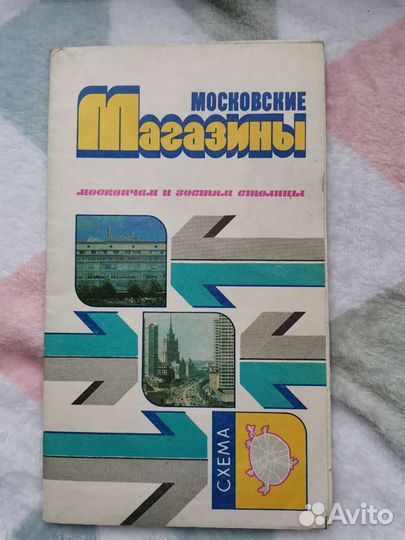 МОСКОВСКИЕ
Магазины
москвичам и гостям столицы
СХЕМА
Avito